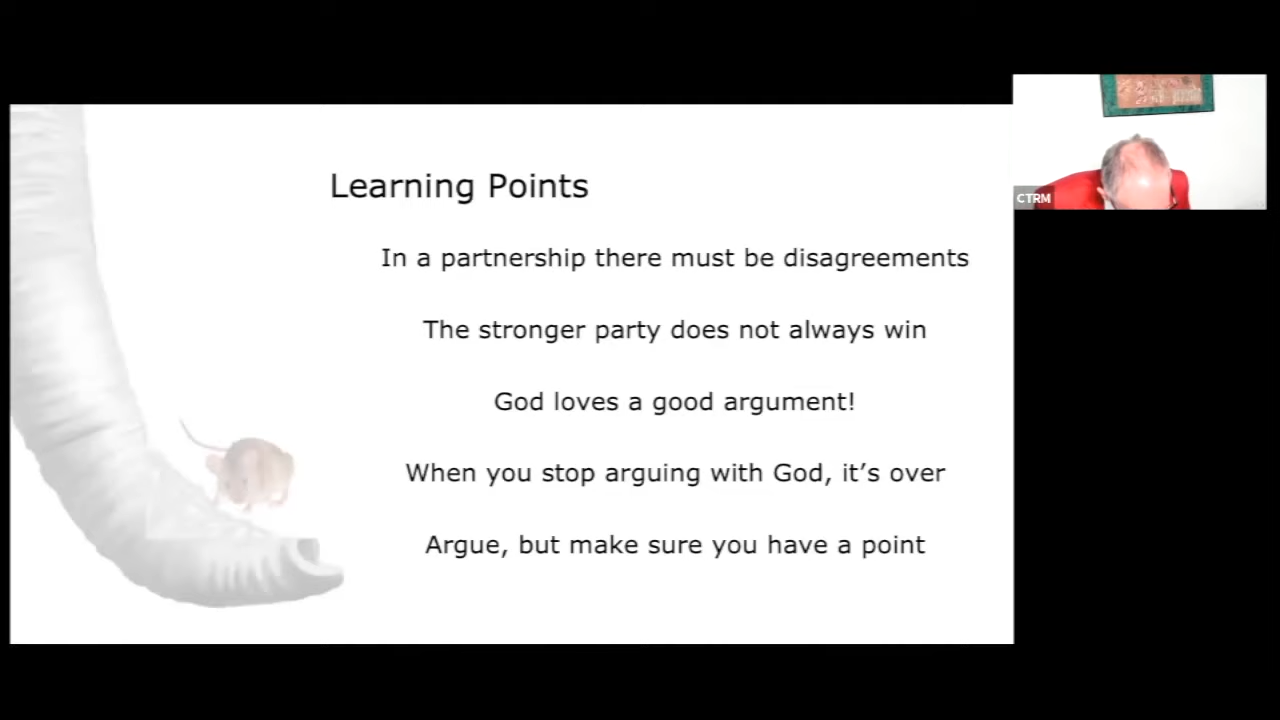 Learning Points
In a partnership there must be disagreements
The stronger party does not always win
God loves a good argument!
When you stop arguing with God, it’s over
Argue, but make sure you have a point
CTRM